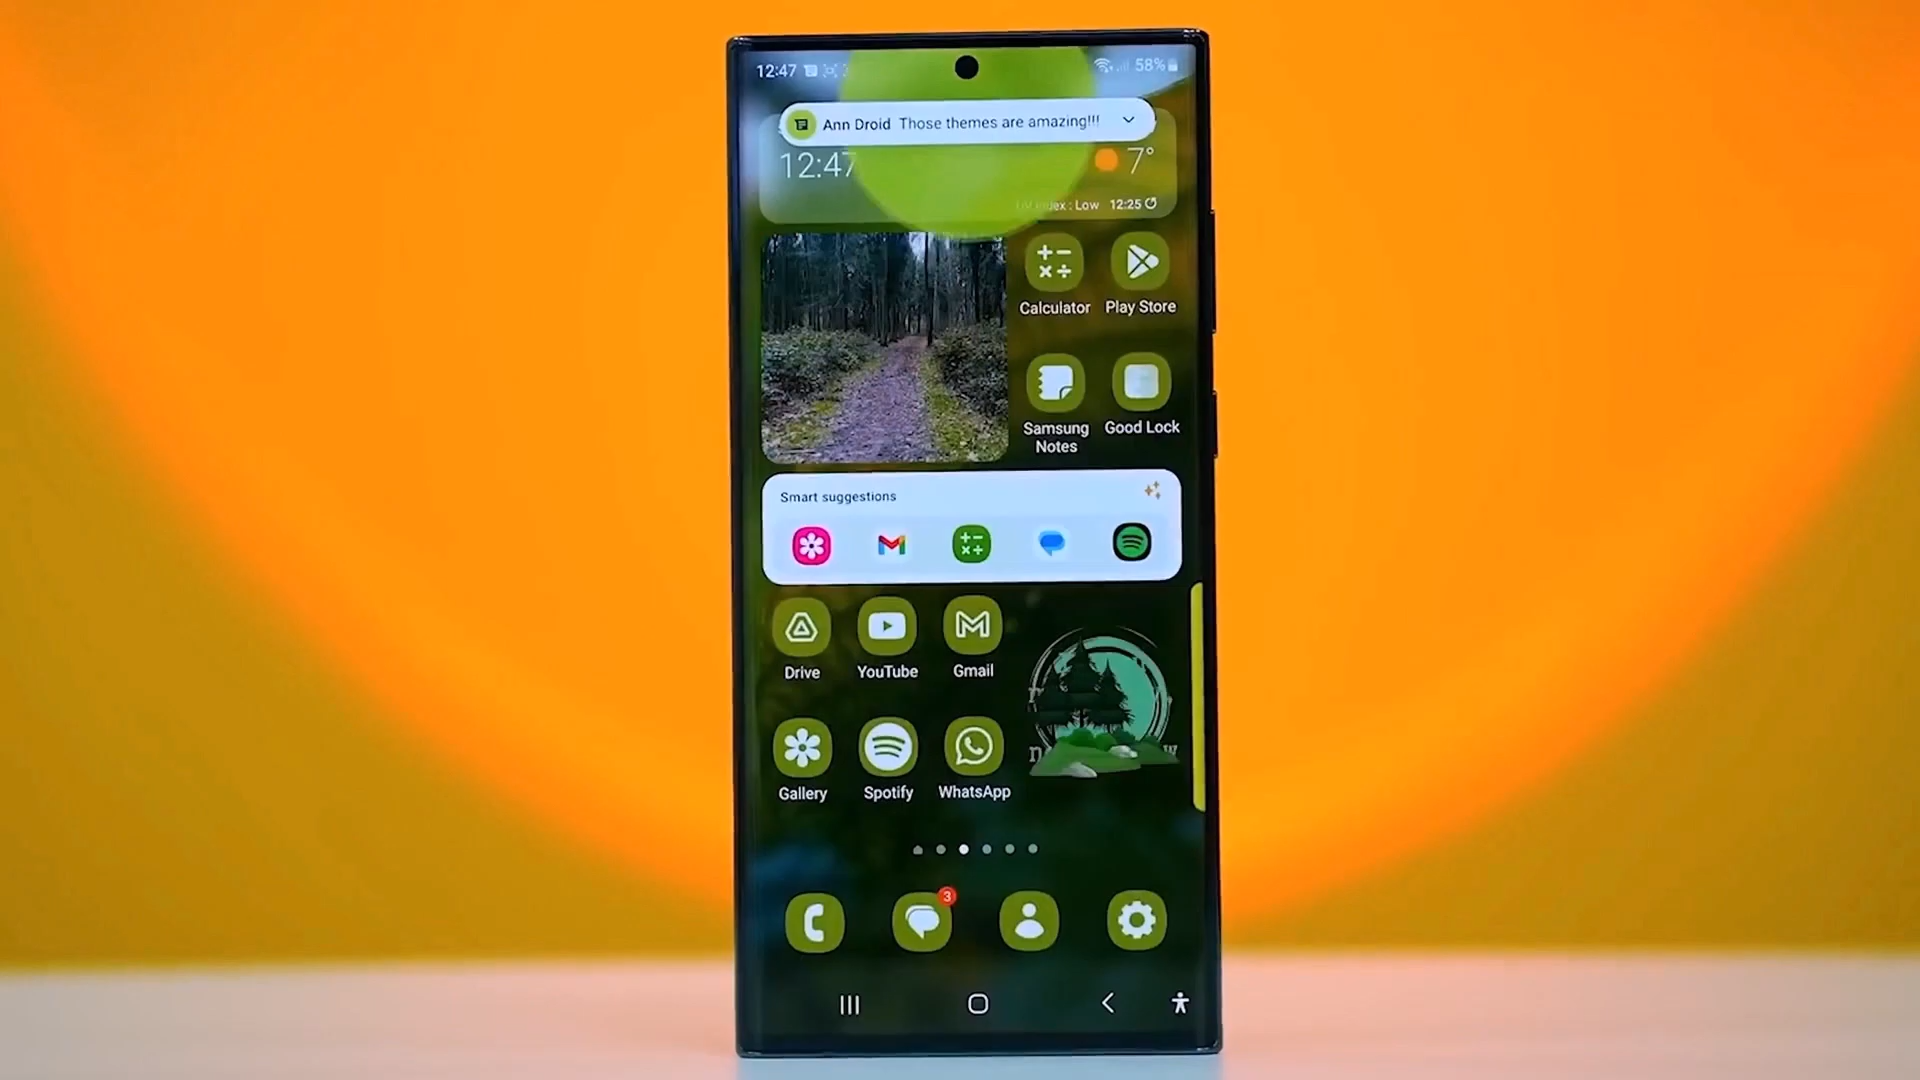 12:47
58%
Ann Droid Those themes are amazing!!!
12:47
7°
Low 12:25
Calculator
Play Store
Samsung
Notes
Good Lock
Smart suggestions
Drive
YouTube
Gmail
Gallery
Spotify
WhatsApp
3